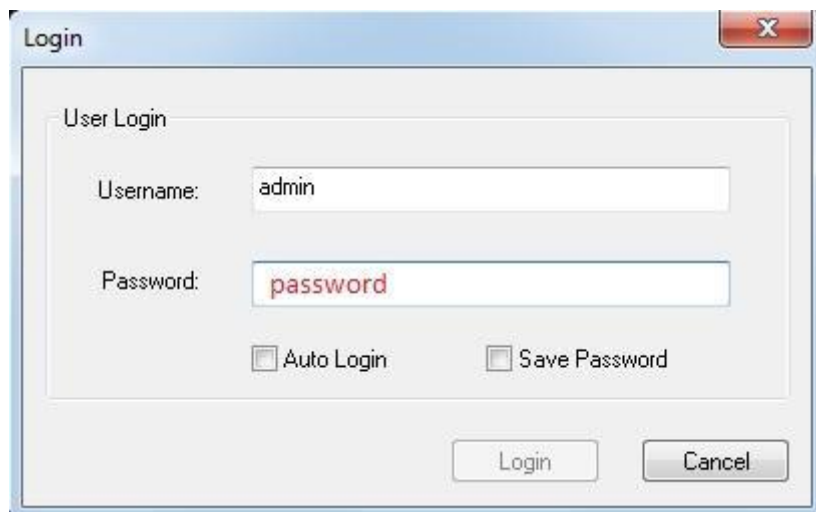 Login
User Login
Username: admin
Password: password
Auto Login Save Password
Login Cancel